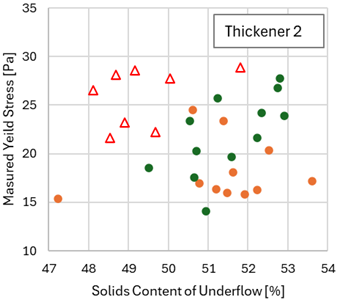 Thickener 2
Masured Yeild Stress [Pa]
35
30
25
20
15
10
47 48 49 50 51 52 53 54
Solids Content of Underflow [%]